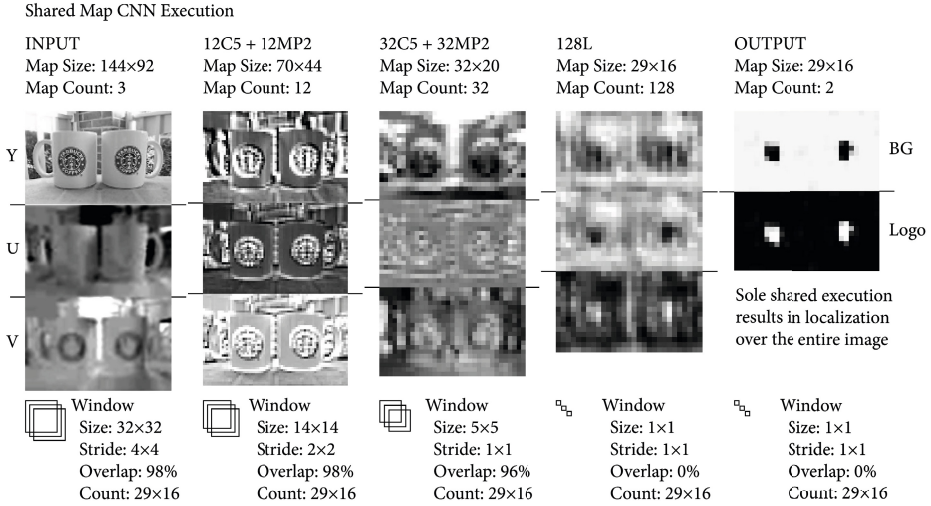 Shared Map CNN Execution
INPUT
Map Size: 144×92
Map Count: 3
12C5 + 12MP2
Map Size: 70×44
Map Count: 12
32C5 + 32MP2
Map Size: 32×20
Map Count: 32
128L
Map Size: 29×16
Map Count: 128
OUTPUT
Map Size: 29×16
Map Count: 2
Y
U
V
BG
Logo
Sole shared execution
results in localization
over the entire image
Window
Size: 32×32
Stride: 4×4
Overlap: 98%
Count: 29×16
Window
Size: 14×14
Stride: 2×2
Overlap: 98%
Count: 29×16
Window
Size: 5×5
Stride: 1×1
Overlap: 96%
Count: 29×16
Window
Size: 1×1
Stride: 1×1
Overlap: 0%
Count: 29×16
Window
Size: 1×1
Stride: 1×1
Overlap: 0%
Count: 29×16